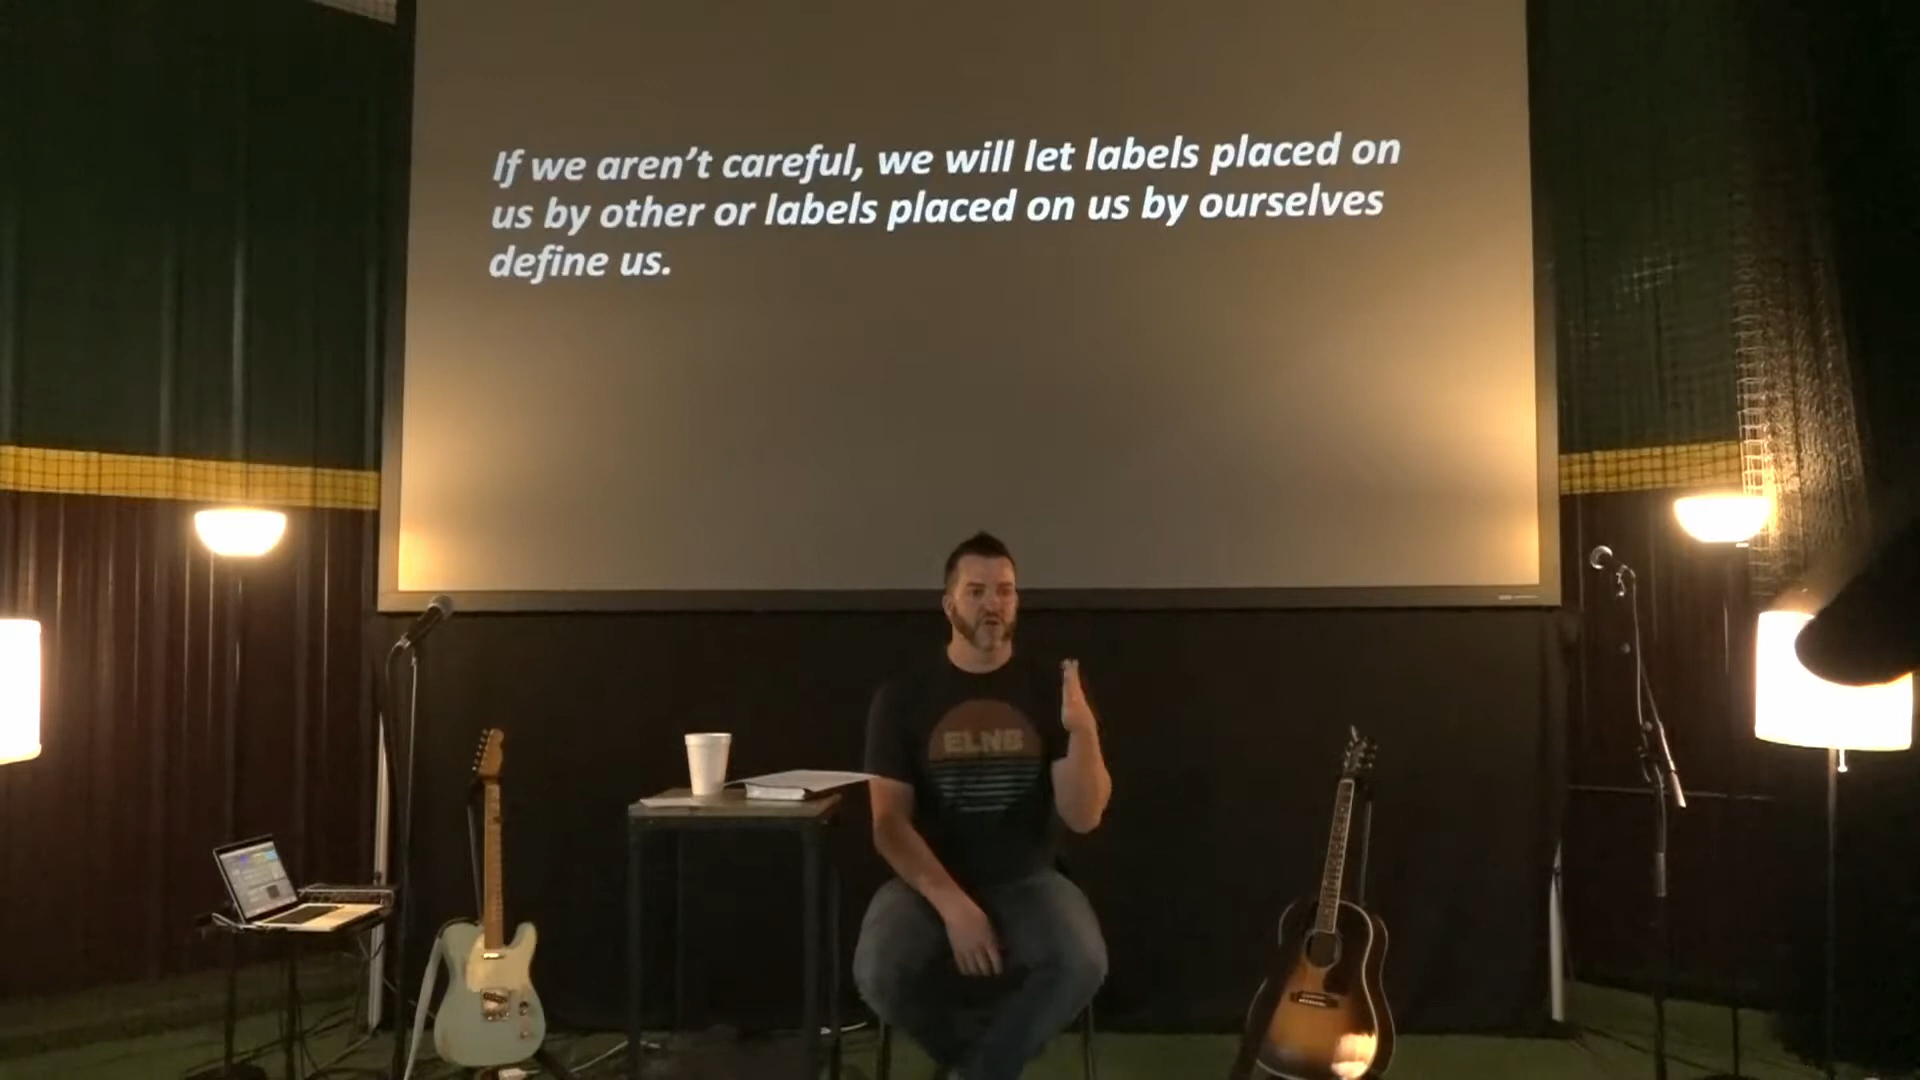 If we aren't careful, we will let labels placed on
us by other or labels placed on us by ourselves
define us.
ELNB